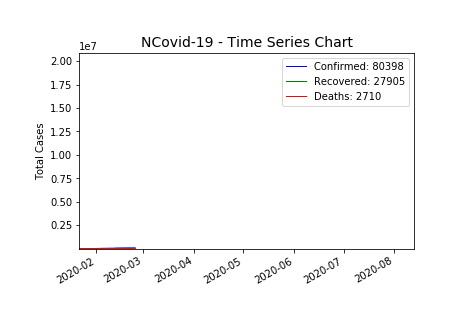 NCovid-19 - Time Series Chart
1e7
2.00
1.75
1.50
1.25
1.00
0.75
0.50
0.25
Total Cases
Confirmed: 80398
Recovered: 27905
Deaths: 2710
2020-02
2020-03
2020-04
2020-05
2020-06
2020-07
2020-08